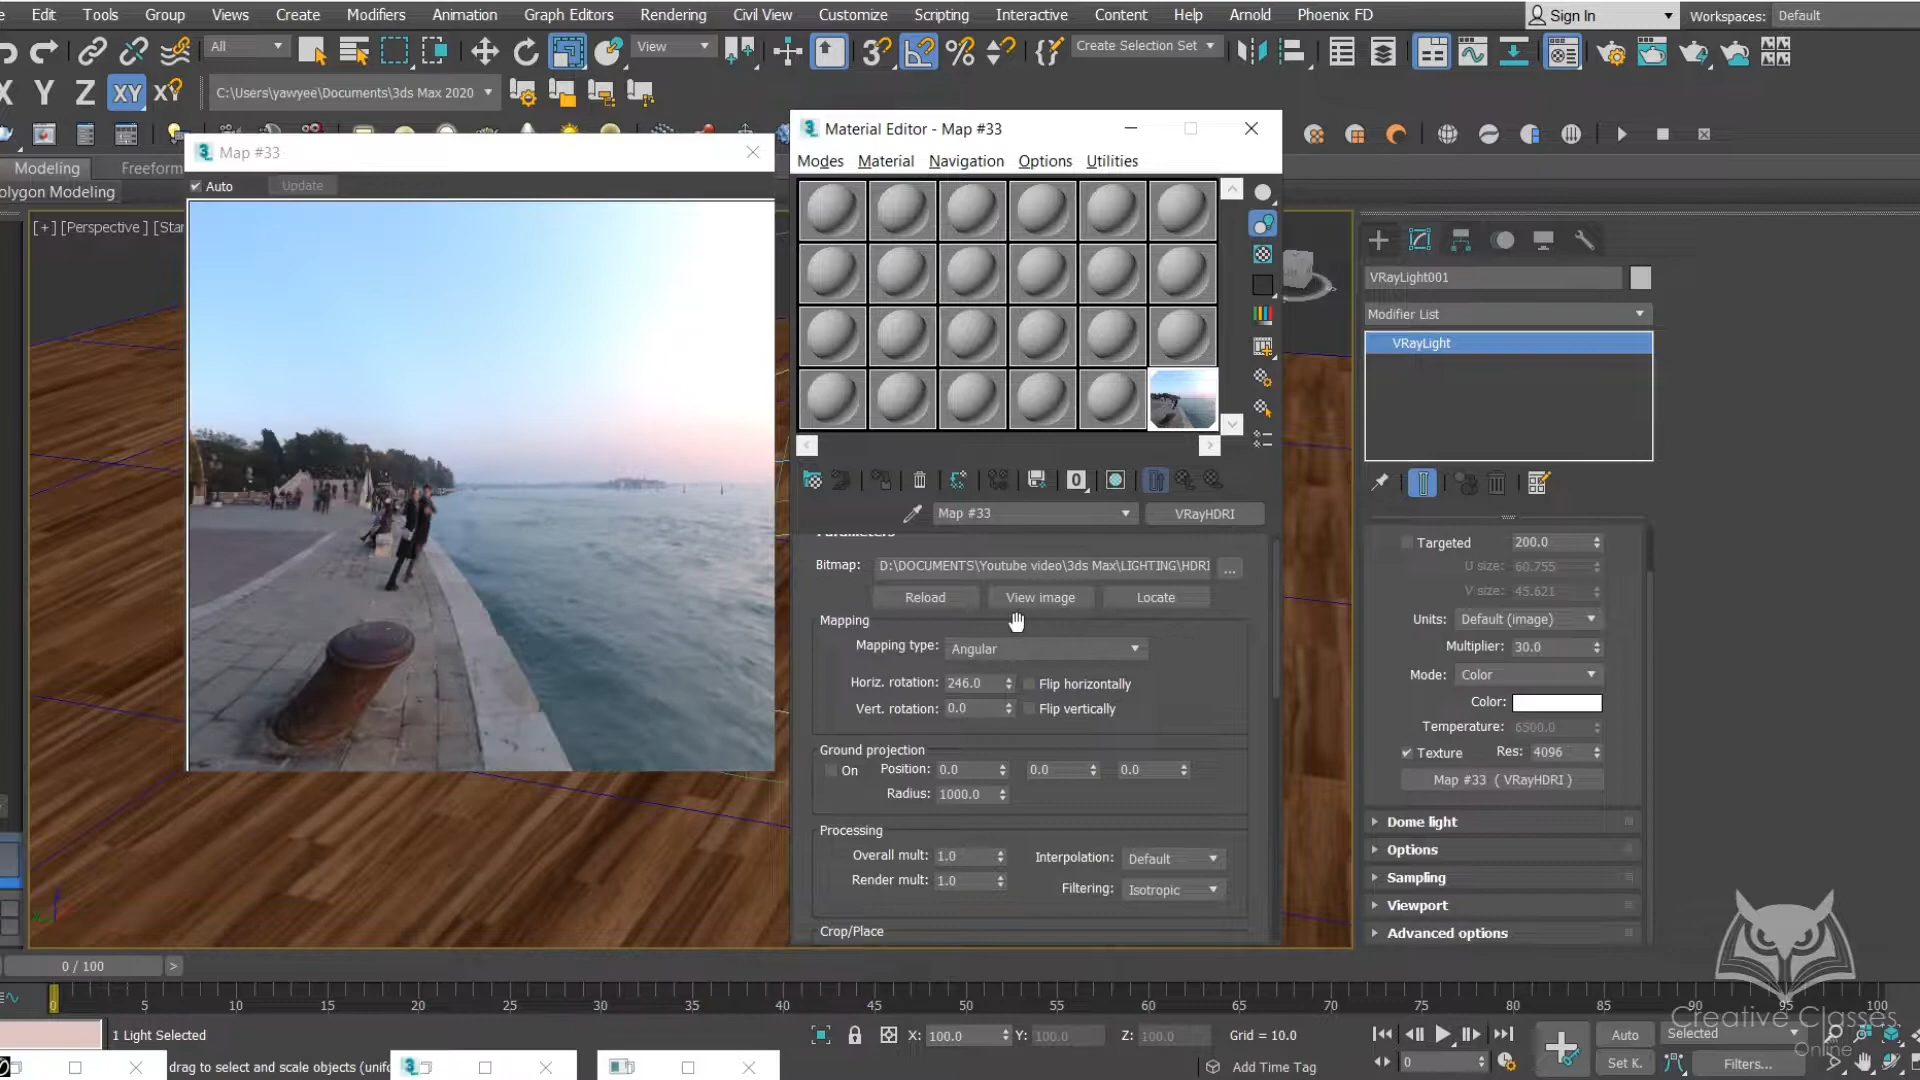 Edit Tools Group Views Create Modifiers Animation Graph Editors Rendering Civil View Customize Scripting Interactive Content Help Arnold Phoenix FD Sign In Workspaces: Default
All View Create Selection Set
X Y Z XY X? C:\Users\yawyee\Documents\3ds Max 2020
Material Editor - Map #33
Map #33
Modes Material Navigation Options Utilities
Modeling Freeform
Auto Update
olygon Modeling
[+] [Perspective ] [Star
VRayLight001
Modifier List
VRayLight
Map #33 VRayHDRI
Parameters
Bitmap: D:\DOCUMENTS\Youtube video\3ds Max\LIGHTING\HDRI ...
Reload View image Locate
Mapping
Mapping type: Angular
Horiz. rotation: 246.0 Flip horizontally
Vert. rotation: 0.0 Flip vertically
Ground projection
On Position: 0.0 0.0 0.0
Radius: 1000.0
Processing
Overall mult: 1.0 Interpolation: Default
Render mult: 1.0 Filtering: Isotropic
Crop/Place
Targeted 200.0
U size: 60.755
V size: 45.621
Units: Default (image)
Multiplier: 30.0
Mode: Color
Color:
Temperature: 6500.0
Texture Res: 4096
Map #33 ( VRayHDRI )
Dome light
Options
Sampling
Viewport
Advanced options
0 / 100 >
0 5 10 15 20 25 30 35 40 45 50 55 60 65 70 75 80 85 90 95 100
1 Light Selected X: 100.0 Y: 100.0 Z: 100.0 Grid = 10.0 Auto Selected
drag to select and scale objects (unifo Add Time Tag 0 Set K. Filters...
Creative Classes
Online